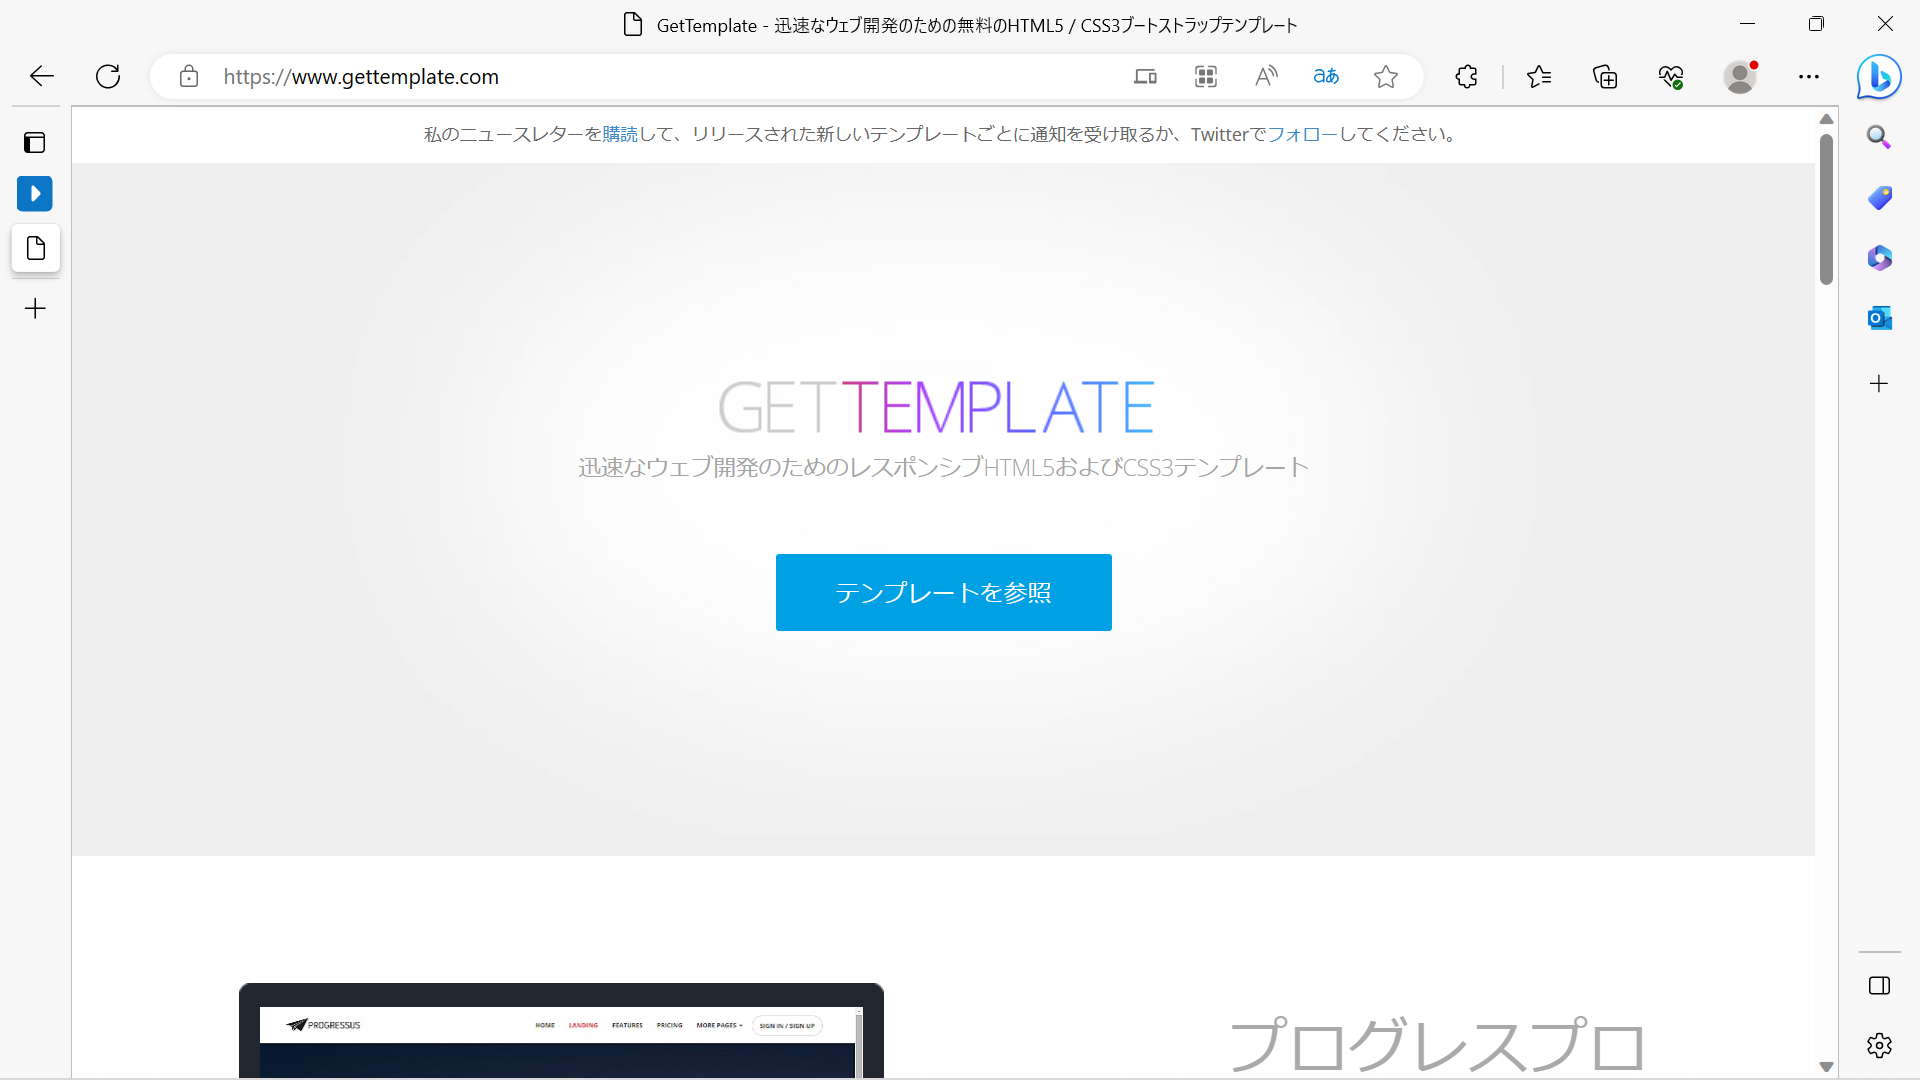 GetTemplate - 迅速なウェブ開発のための無料のHTML5 / CSS3ブートストラップテンプレート
https://www.gettemplate.com
aあ
私のニュースレターを購読して、リリースされた新しいテンプレートごとに通知を受け取るか、Twitterでフォローしてください。
GETTEMPLATE
迅速なウェブ開発のためのレスポンシブHTML5およびCSS3テンプレート
テンプレートを参照
PROGRESSUS HOME LANDING FEATURES PRICING MORE PAGES SIGN IN / SIGN UP
プログレスプロ